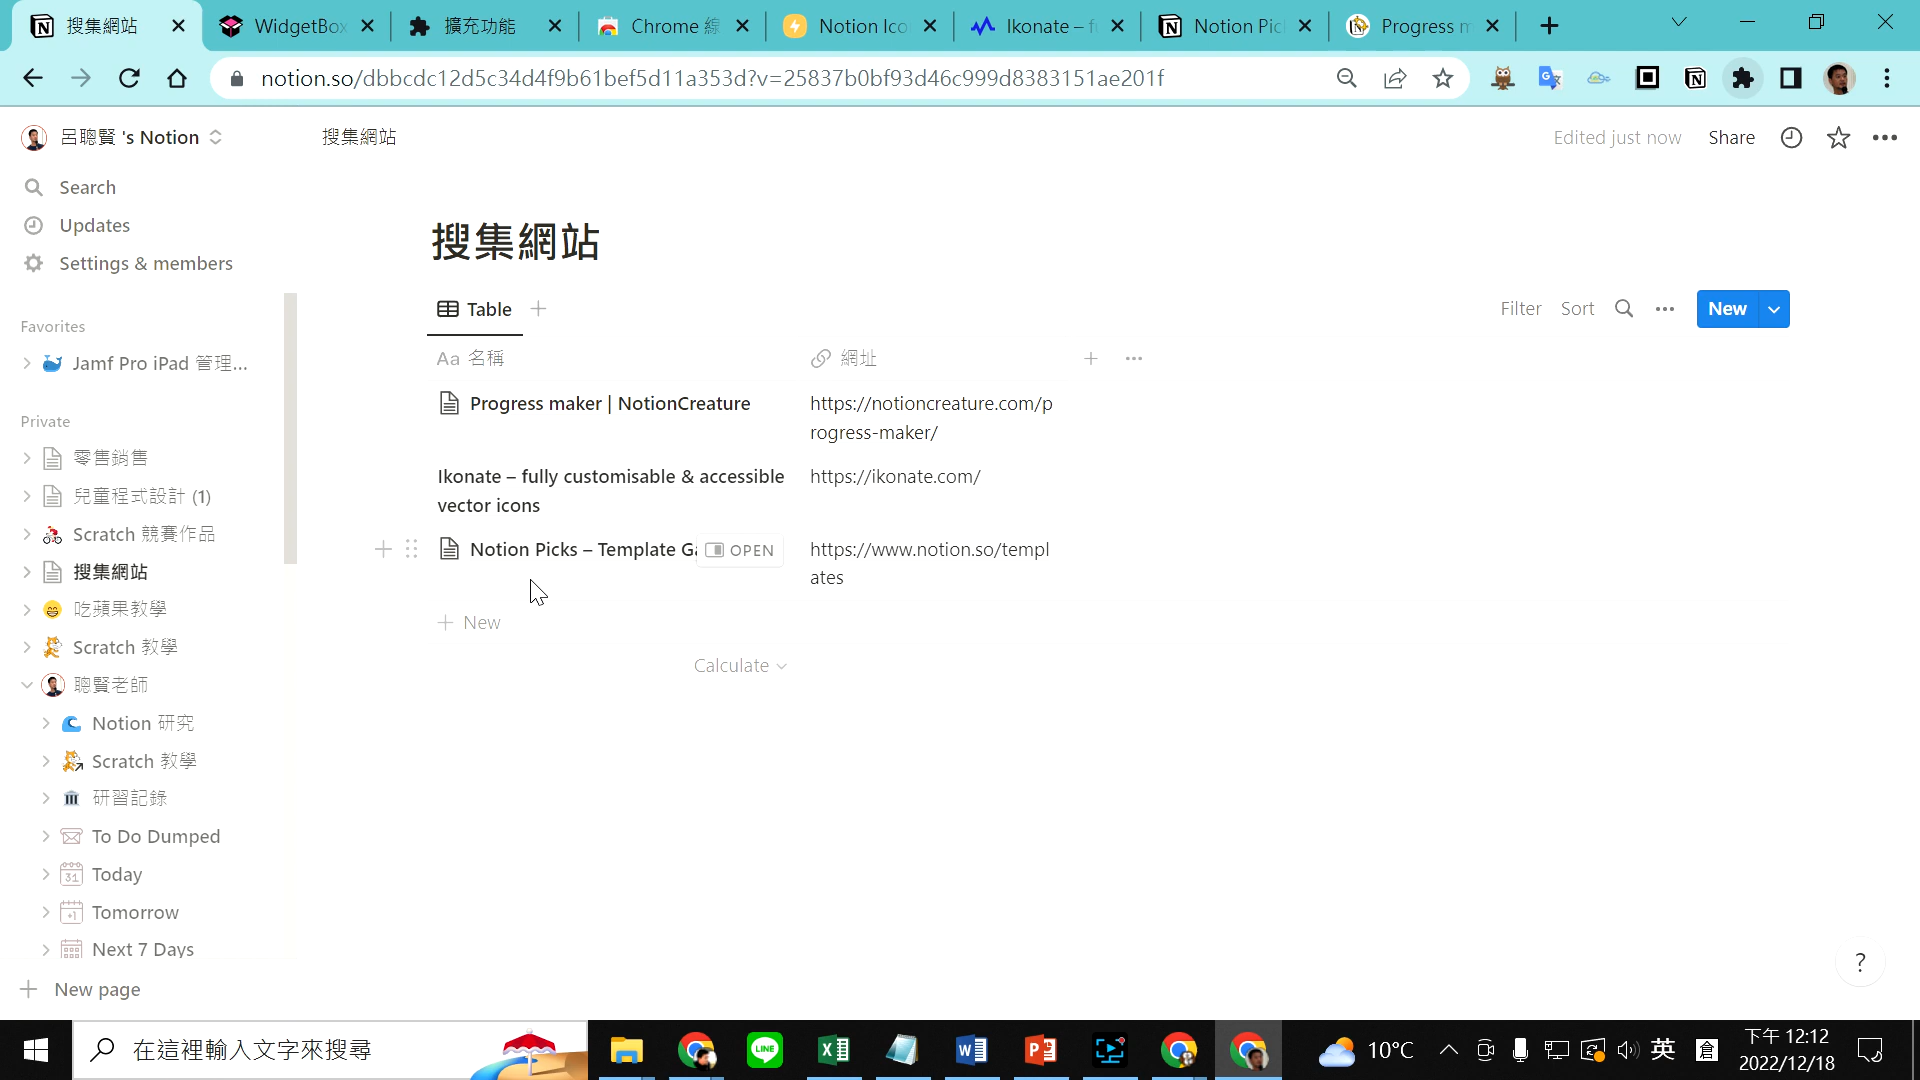 搜集網站
WidgetBox
擴充功能
Chrome 線
Notion Ico
Ikonate – f
Notion Pic
Progress m
notion.so/dbbcdc12d5c34d4f9b61bef5d11a353d?v=25837b0bf93d46c999d8383151ae201f
呂聰賢 's Notion
搜集網站
Edited just now
Share
Search
Updates
Settings & members
Favorites
Jamf Pro iPad 管理...
Private
零售銷售
兒童程式設計 (1)
Scratch 競賽作品
搜集網站
吃蘋果教學
Scratch 教學
聰賢老師
Notion 研究
Scratch 教學
研習記錄
To Do Dumped
Today
Tomorrow
Next 7 Days
New page
搜集網站
Table
Filter
Sort
New
Aa 名稱
網址
Progress maker | NotionCreature
https://notioncreature.com/p
rogress-maker/
Ikonate – fully customisable & accessible
vector icons
https://ikonate.com/
Notion Picks – Template Ga
OPEN
https://www.notion.so/templ
ates
New
Calculate
?
在這裡輸入文字來搜尋
LINE
10°C
英
倉
下午 12:12
2022/12/18